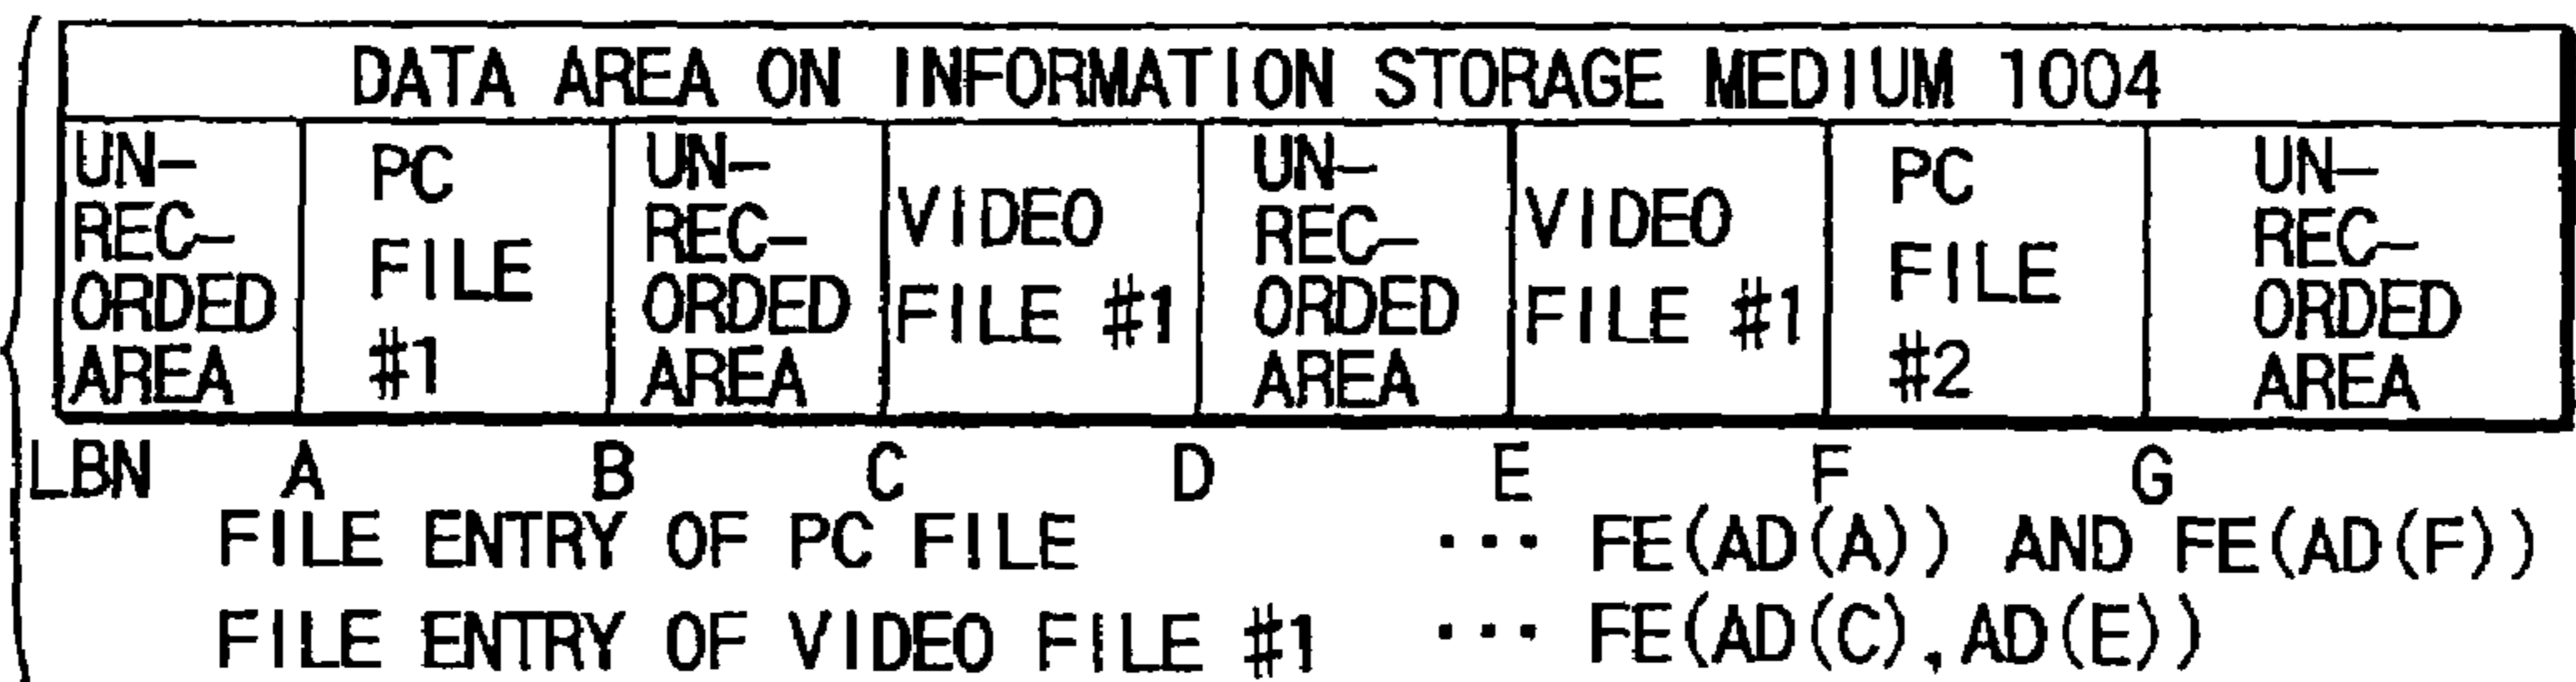 DATA AREA ON INFORMATION STORAGE MEDIUM 1004
UN-
REC-
ORDED
AREA
PC
FILE
#1
UN-
REC-
ORDED
AREA
VIDEO
FILE #1
UN-
REC-
ORDED
AREA
VIDEO
FILE #1
PC
FILE
#2
UN-
REC-
ORDED
AREA
LBN A B C D E F G
FILE ENTRY OF PC FILE ··· FE(AD(A)) AND FE(AD(F))
FILE ENTRY OF VIDEO FILE #1 ··· FE(AD(C),AD(E))